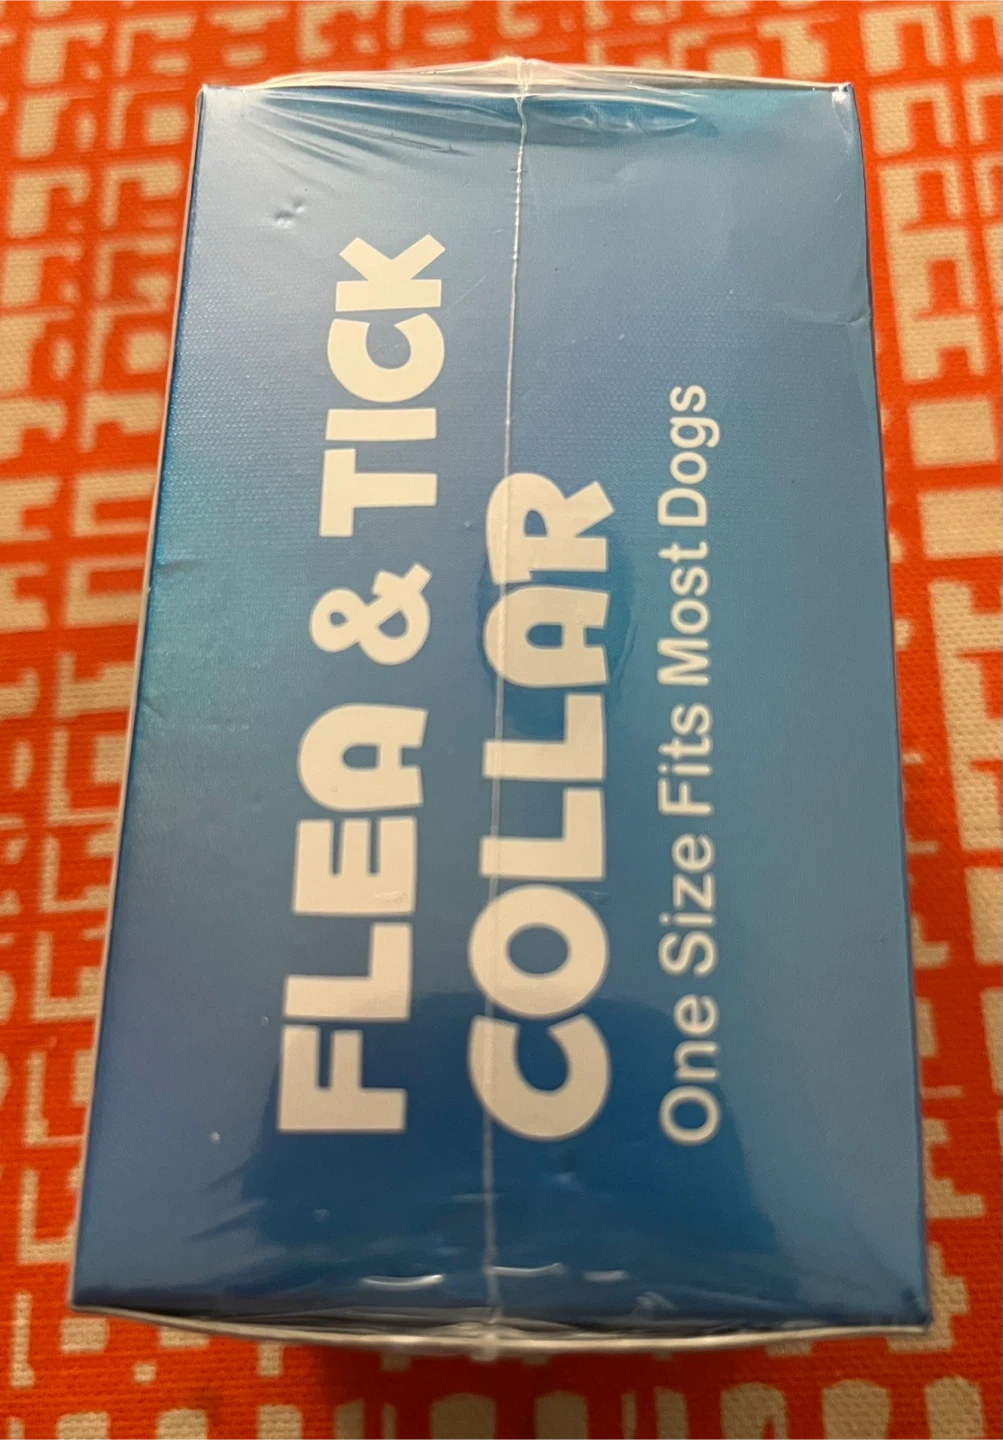 FLEA & TICK
COLLAR
One Size Fits Most Dogs